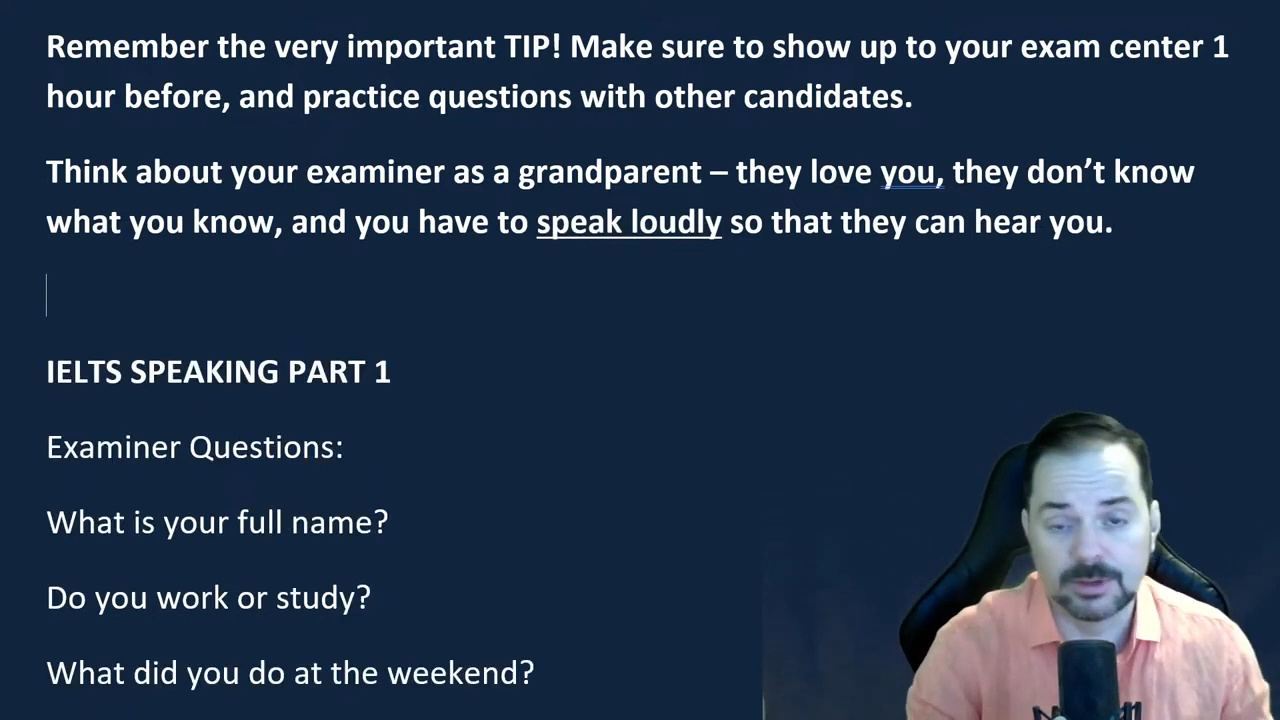 Remember the very important TIP! Make sure to show up to your exam center 1
hour before, and practice questions with other candidates.
Think about your examiner as a grandparent – they love you, they don’t know
what you know, and you have to speak loudly so that they can hear you.
IELTS SPEAKING PART 1
Examiner Questions:
What is your full name?
Do you work or study?
What did you do at the weekend?